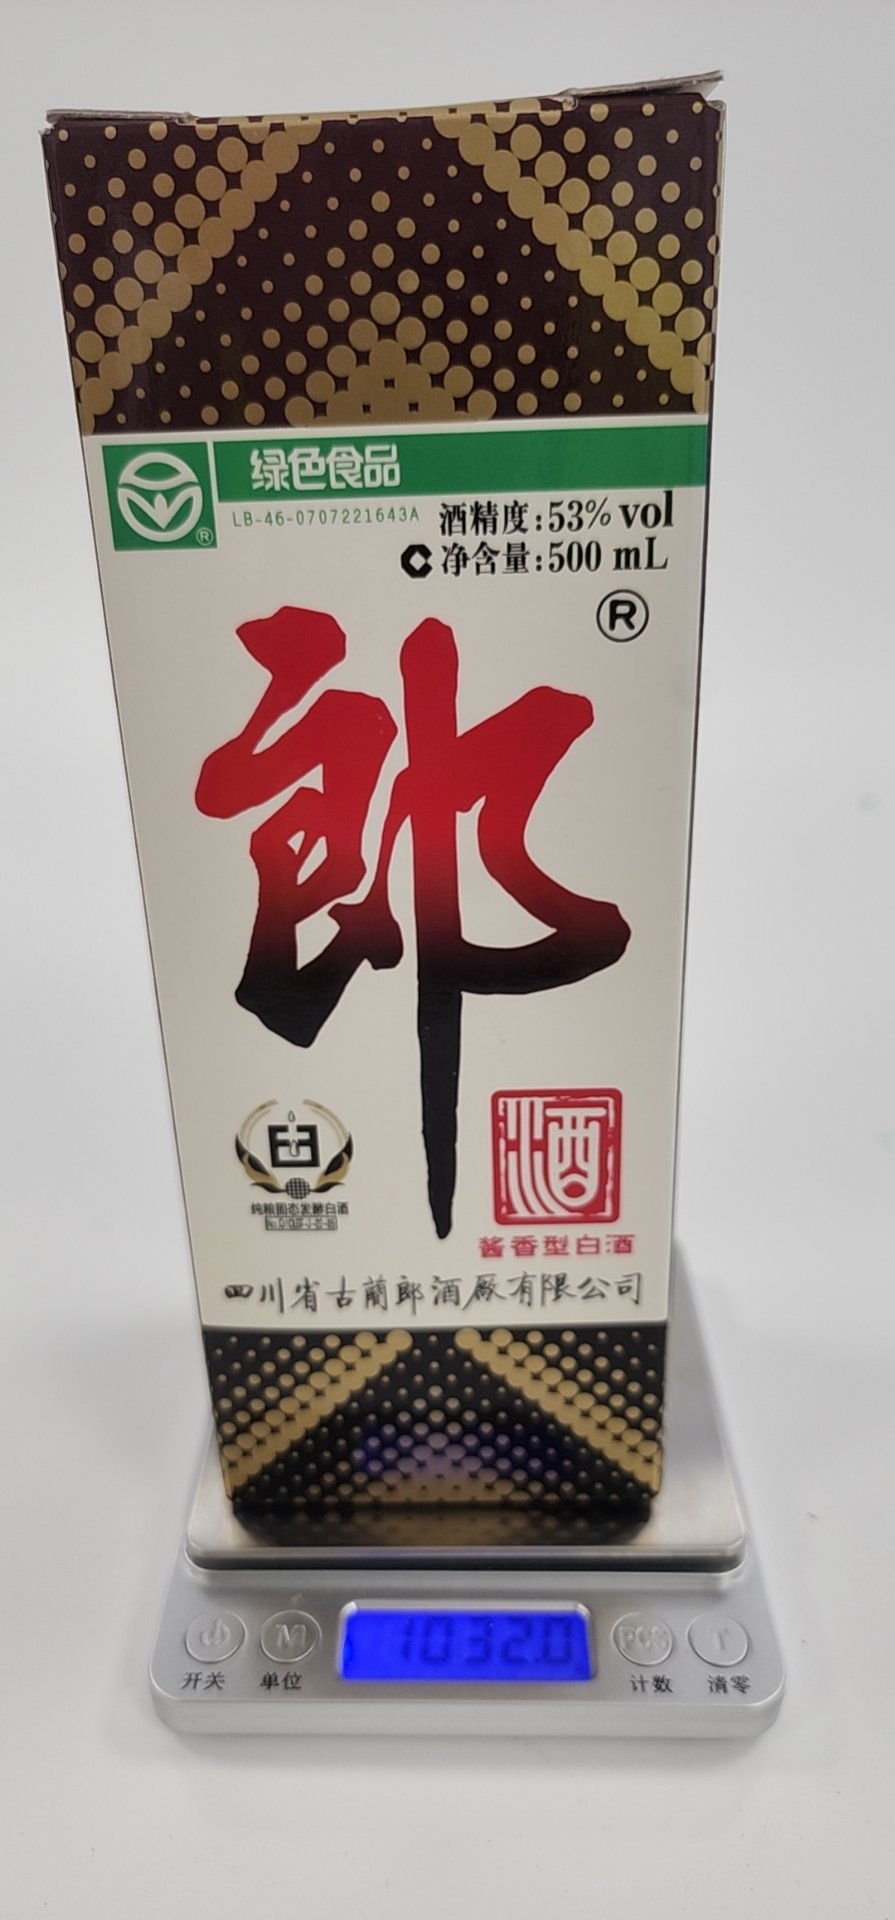 绿色食品
LB-46-0707221643A
酒精度:53% vol
净含量:500 mL
®
郎
酒
纯粮固态发酵白酒
酱香型白酒
四川省古蔺郎酒厂有限公司
1032.0
M
PCS
T
开关
单位
计数
清零